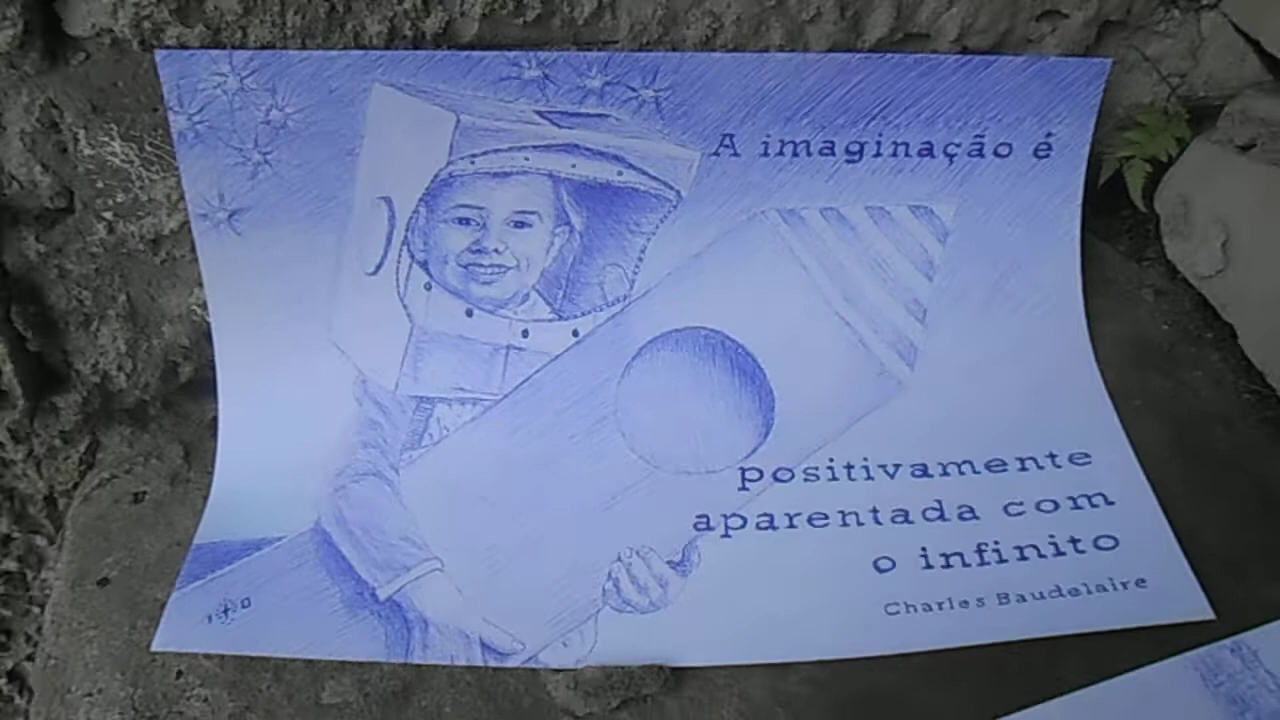 A imaginação é
positivamente
aparentada com
o infinito
Charles Baudelaire